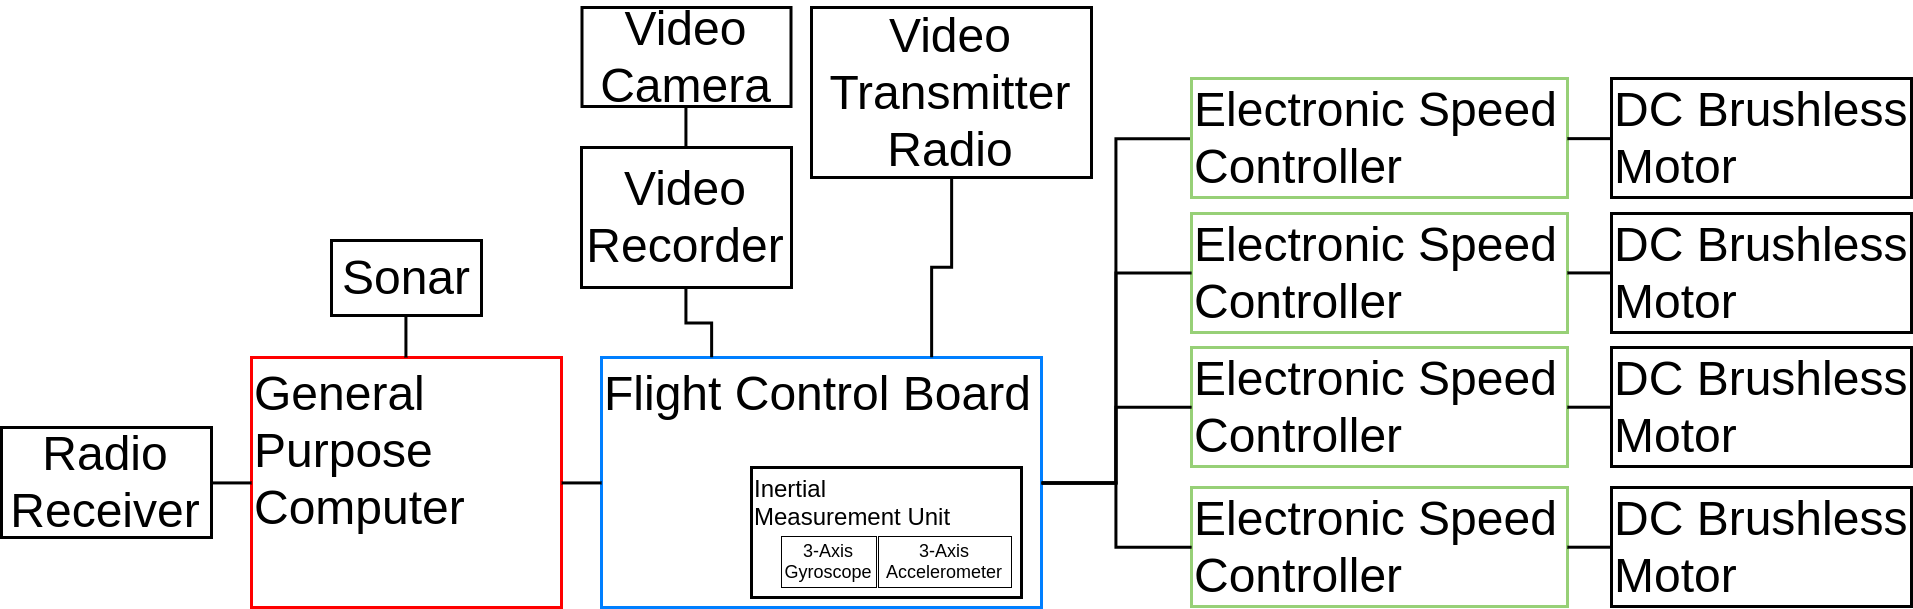 Video
Camera
Video
Transmitter
Radio
Video
Recorder
Sonar
Radio
Receiver
General
Purpose
Computer
Flight Control Board
Inertial
Measurement Unit
3-Axis
Gyroscope
3-Axis
Accelerometer
Electronic Speed
Controller
DC Brushless
Motor
Electronic Speed
Controller
DC Brushless
Motor
Electronic Speed
Controller
DC Brushless
Motor
Electronic Speed
Controller
DC Brushless
Motor